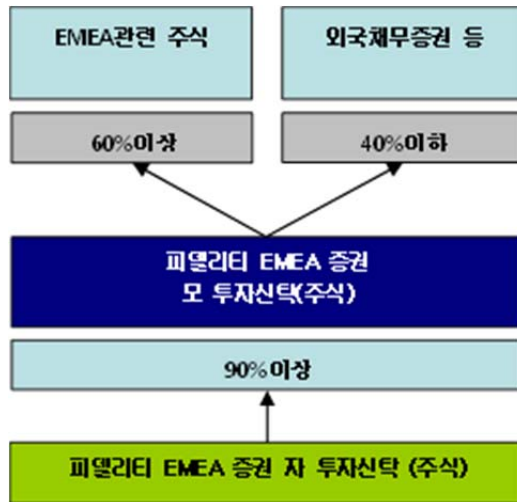 EMEA관련 주식
외국채무증권 등
60%이상
40%이하
피델리티 EMEA 증권
모 투자신탁(주식)
90%이상
피델리티 EMEA 증권 자 투자신탁 (주식)